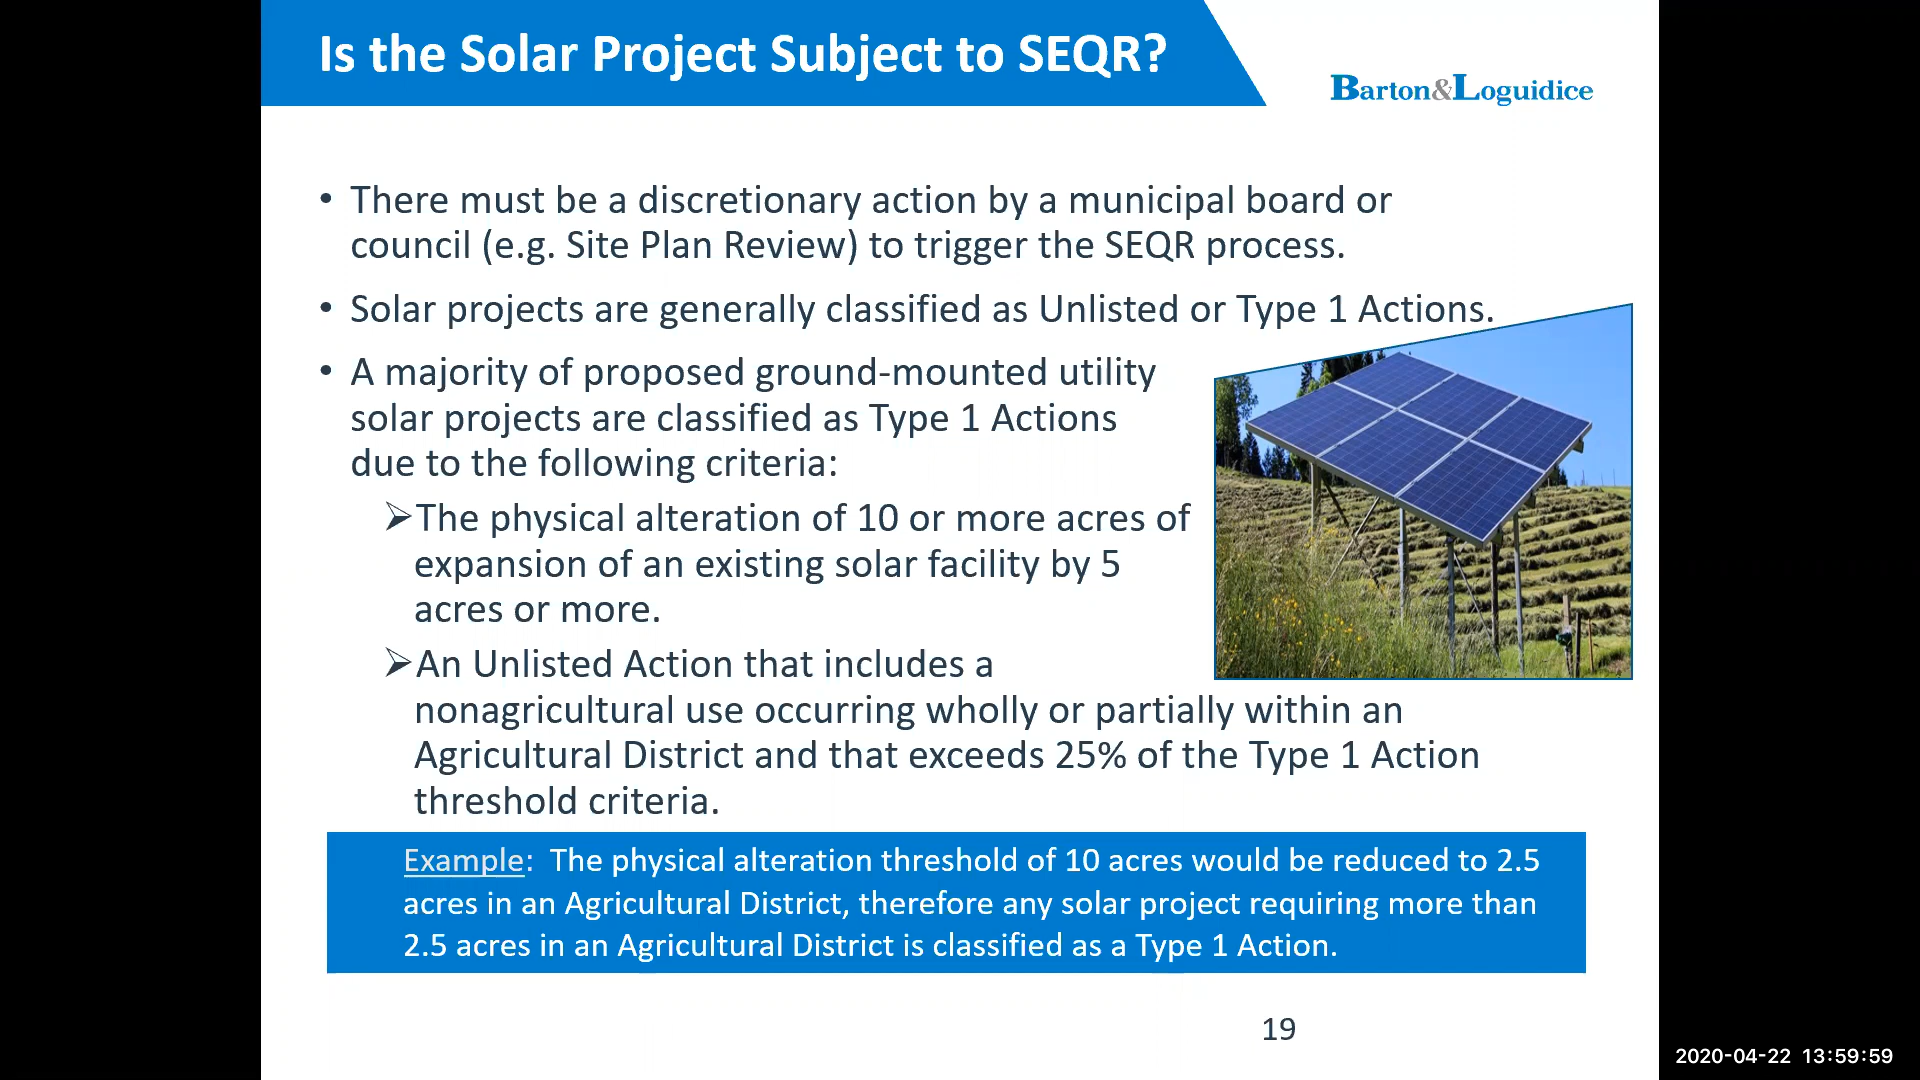 Is the Solar Project Subject to SEQR?
Barton&Loguidice
• There must be a discretionary action by a municipal board or
council (e.g. Site Plan Review) to trigger the SEQR process.
• Solar projects are generally classified as Unlisted or Type 1 Actions.
• A majority of proposed ground-mounted utility
solar projects are classified as Type 1 Actions
due to the following criteria:
➢The physical alteration of 10 or more acres of
expansion of an existing solar facility by 5
acres or more.
➢An Unlisted Action that includes a
nonagricultural use occurring wholly or partially within an
Agricultural District and that exceeds 25% of the Type 1 Action
threshold criteria.
Example: The physical alteration threshold of 10 acres would be reduced to 2.5
acres in an Agricultural District, therefore any solar project requiring more than
2.5 acres in an Agricultural District is classified as a Type 1 Action.
19
2020-04-22 13:59:59